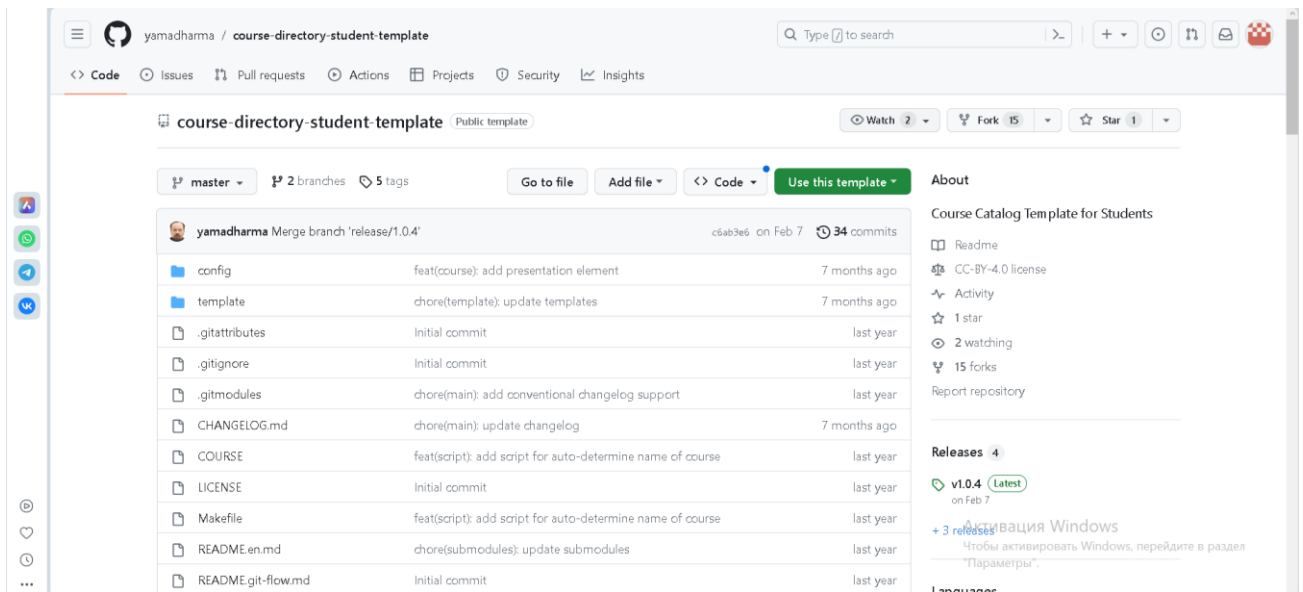 yamadharma / course-directory-student-template
Type / to search
Code Issues Pull requests Actions Projects Security Insights
course-directory-student-template Public template
Watch 2 Fork 15 Star 1
master 2 branches 5 tags Go to file Add file Code Use this template
yamadharma Merge branch 'release/1.0.4' c6ab3e6 on Feb 7 34 commits
config feat(course): add presentation element 7 months ago
template chore(template): update templates 7 months ago
.gitattributes Initial commit last year
.gitignore Initial commit last year
.gitmodules chore(main): add conventional changelog support last year
CHANGELOG.md chore(main): update changelog 7 months ago
COURSE feat(script): add script for auto-determine name of course last year
LICENSE Initial commit last year
Makefile feat(script): add script for auto-determine name of course last year
README.en.md chore(submodules): update submodules last year
README.git-flow.md Initial commit last year
About
Course Catalog Template for Students
Readme
CC-BY-4.0 license
Activity
1 star
2 watching
15 forks
Report repository
Releases 4
v1.0.4 Latest
on Feb 7
+ 3 releases
Активация Windows
Чтобы активировать Windows, перейдите в раздел
"Параметры".
Languages